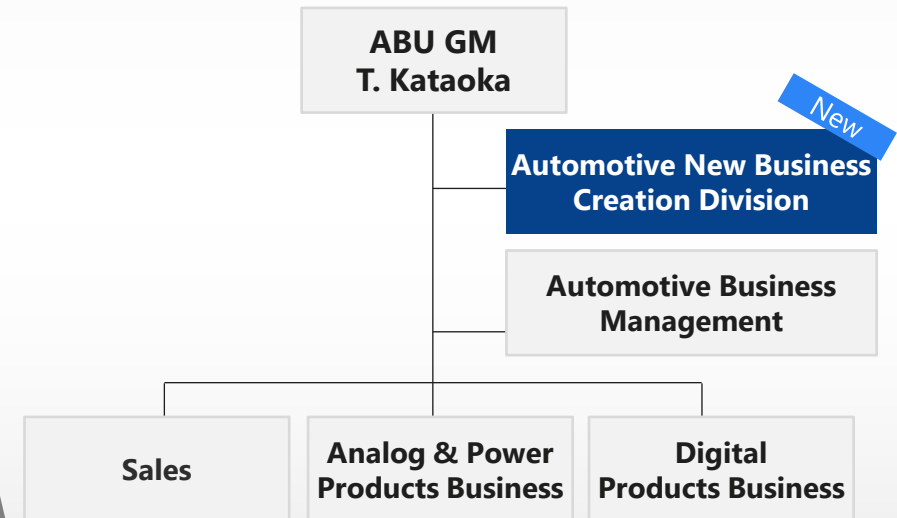 ABU GM
T. Kataoka
New
Automotive New Business
Creation Division
Automotive Business
Management
Sales
Analog & Power
Products Business
Digital
Products Business